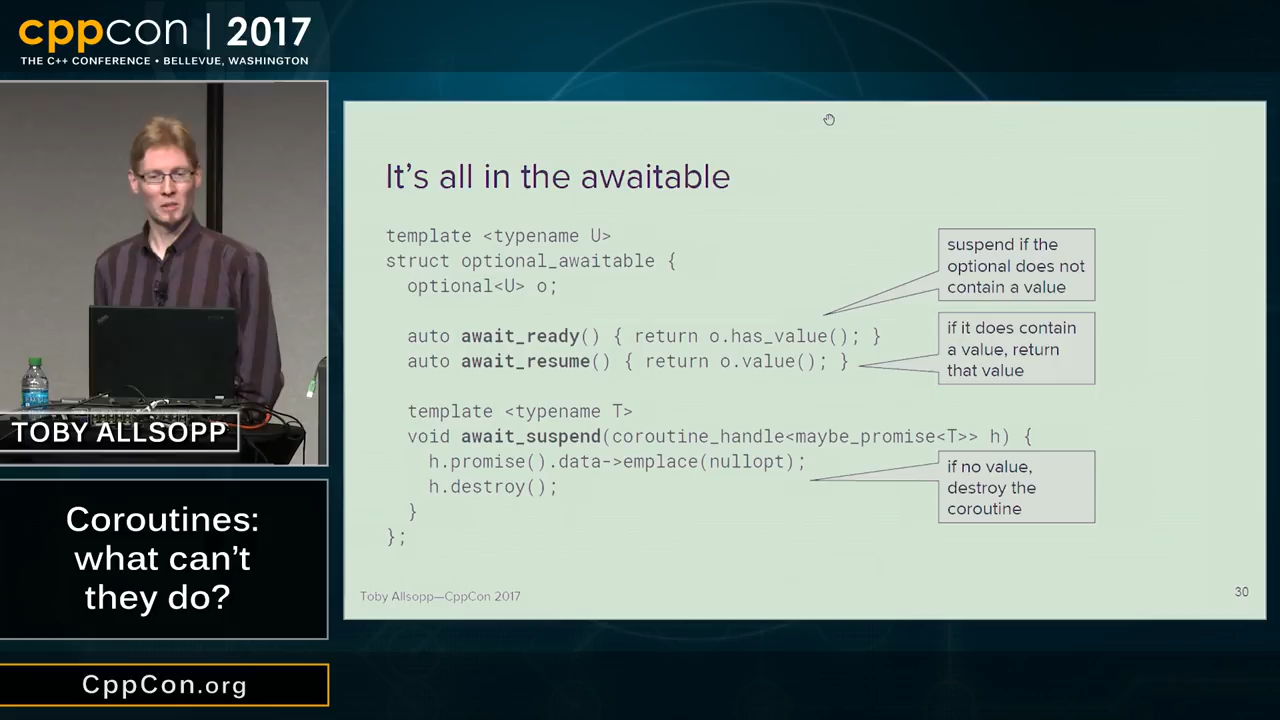 cppcon | 2017
THE C++ CONFERENCE • BELLEVUE, WASHINGTON
TOBY ALLSOPP
Coroutines:
what can't
they do?
CppCon.org
It's all in the awaitable
template <typename U>
struct optional_awaitable {
optional<U> o;
auto await_ready() { return o.has_value(); }
auto await_resume() { return o.value(); }
template <typename T>
void await_suspend(coroutine_handle<maybe_promise<T>> h) {
h.promise().data->emplace(nullopt);
h.destroy();
}
};
suspend if the
optional does not
contain a value
if it does contain
a value, return
that value
if no value,
destroy the
coroutine
Toby Allsopp—CppCon 2017
30